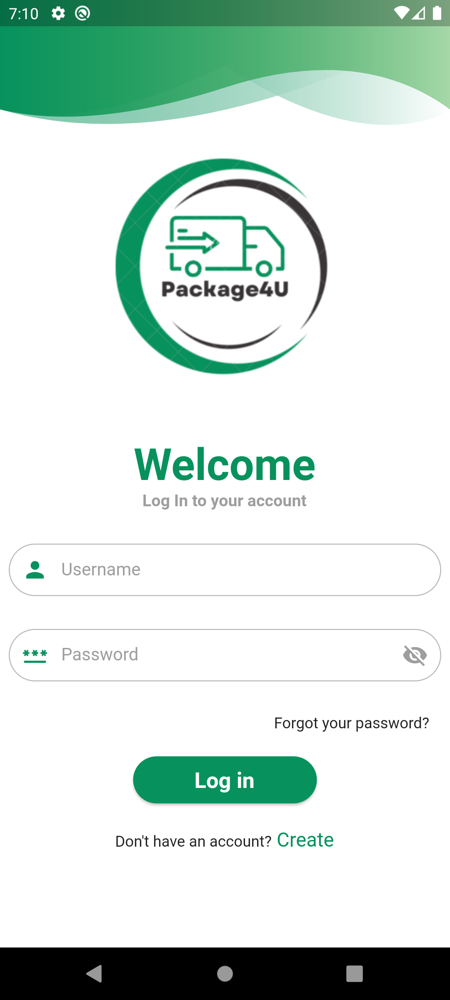 7:10
Package4U
Welcome
Log In to your account
Username
*** Password
Forgot your password?
Log in
Don't have an account? Create